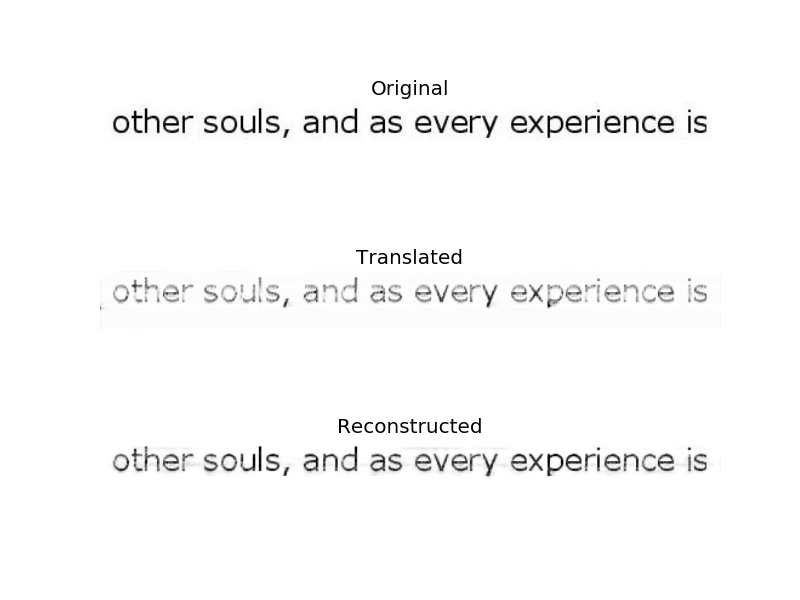 Original
other souls, and as every experience is
Translated
other souls, and as every experience is
Reconstructed
other souls, and as every experience is